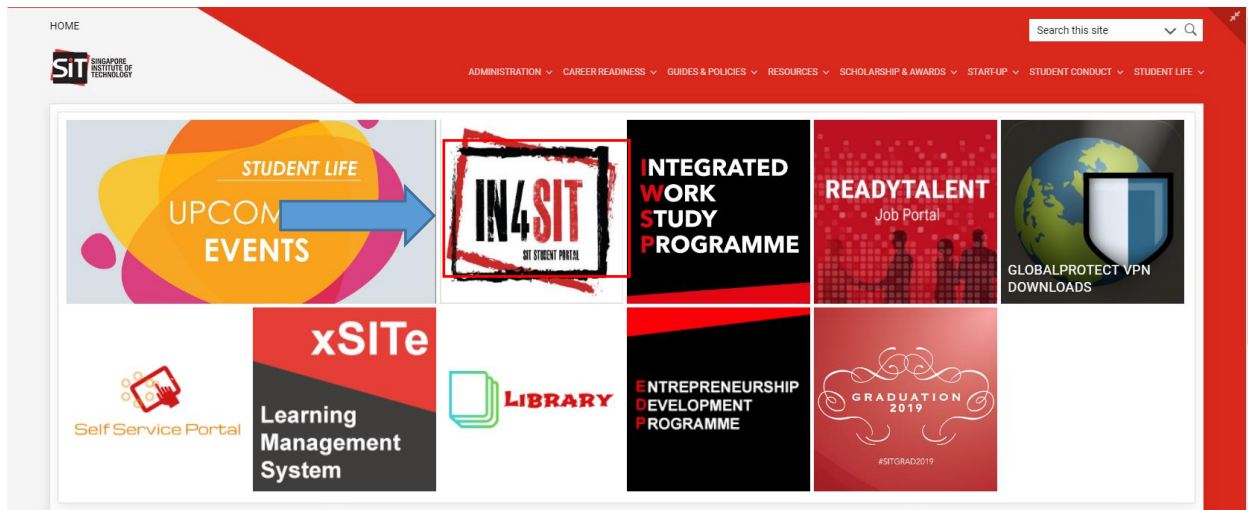 HOME
Search this site
SiT SINGAPORE
INSTITUTE OF
TECHNOLOGY
ADMINISTRATION CAREER READINESS GUIDES & POLICIES RESOURCES SCHOLARSHIP & AWARDS START-UP STUDENT CONDUCT STUDENT LIFE
STUDENT LIFE
UPCOM
EVENTS
IN4SIT
SIT STUDENT PORTAL
INTEGRATED
WORK
STUDY
PROGRAMME
READYTALENT
Job Portal
GLOBALPROTECT VPN
DOWNLOADS
Self Service Portal
xSITe
Learning
Management
System
LIBRARY
ENTREPRENEURSHIP
DEVELOPMENT
PROGRAMME
GRADUATION
2019
#SITGRAD2019